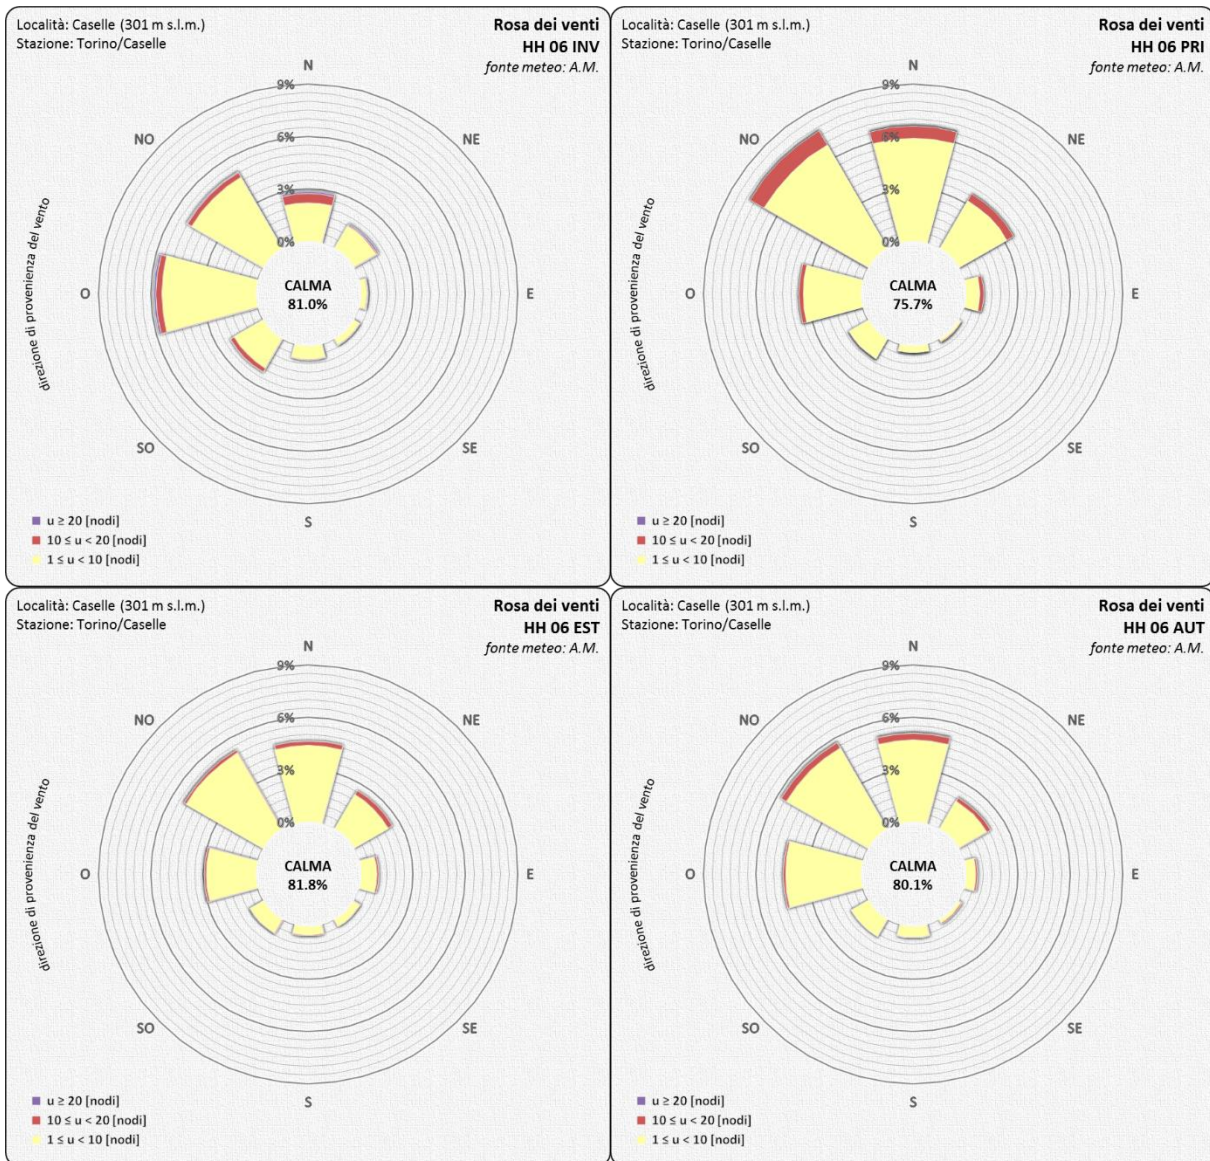 Località: Caselle (301 m s.l.m.)
Stazione: Torino/Caselle
Rosa dei venti
HH 06 INV
fonte meteo: A.M.
N
9%
NO
NE
6%
3%
0%
direzione di provenienza del vento
O
CALMA
81.0%
E
SO
SE
S
u ≥ 20 [nodi]
10 ≤ u < 20 [nodi]
1 ≤ u < 10 [nodi]
Località: Caselle (301 m s.l.m.)
Stazione: Torino/Caselle
Rosa dei venti
HH 06 PRI
fonte meteo: A.M.
N
9%
NO
NE
6%
3%
0%
direzione di provenienza del vento
O
CALMA
75.7%
E
SO
SE
S
u ≥ 20 [nodi]
10 ≤ u < 20 [nodi]
1 ≤ u < 10 [nodi]
Località: Caselle (301 m s.l.m.)
Stazione: Torino/Caselle
Rosa dei venti
HH 06 EST
fonte meteo: A.M.
N
9%
NO
NE
6%
3%
0%
direzione di provenienza del vento
O
CALMA
81.8%
E
SO
SE
S
u ≥ 20 [nodi]
10 ≤ u < 20 [nodi]
1 ≤ u < 10 [nodi]
Località: Caselle (301 m s.l.m.)
Stazione: Torino/Caselle
Rosa dei venti
HH 06 AUT
fonte meteo: A.M.
N
9%
NO
NE
6%
3%
0%
direzione di provenienza del vento
O
CALMA
80.1%
E
SO
SE
S
u ≥ 20 [nodi]
10 ≤ u < 20 [nodi]
1 ≤ u < 10 [nodi]